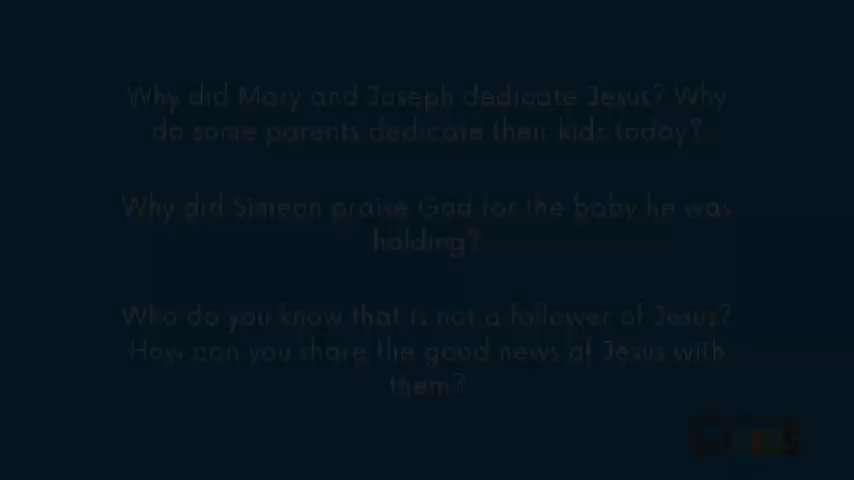 Why did Mary and Joseph dedicate Jesus? Why
do some parents dedicate their kids today?
Why did Simeon praise God for the baby he was
holding?
Who do you know that is not a follower of Jesus?
How can you share the good news of Jesus with
them?